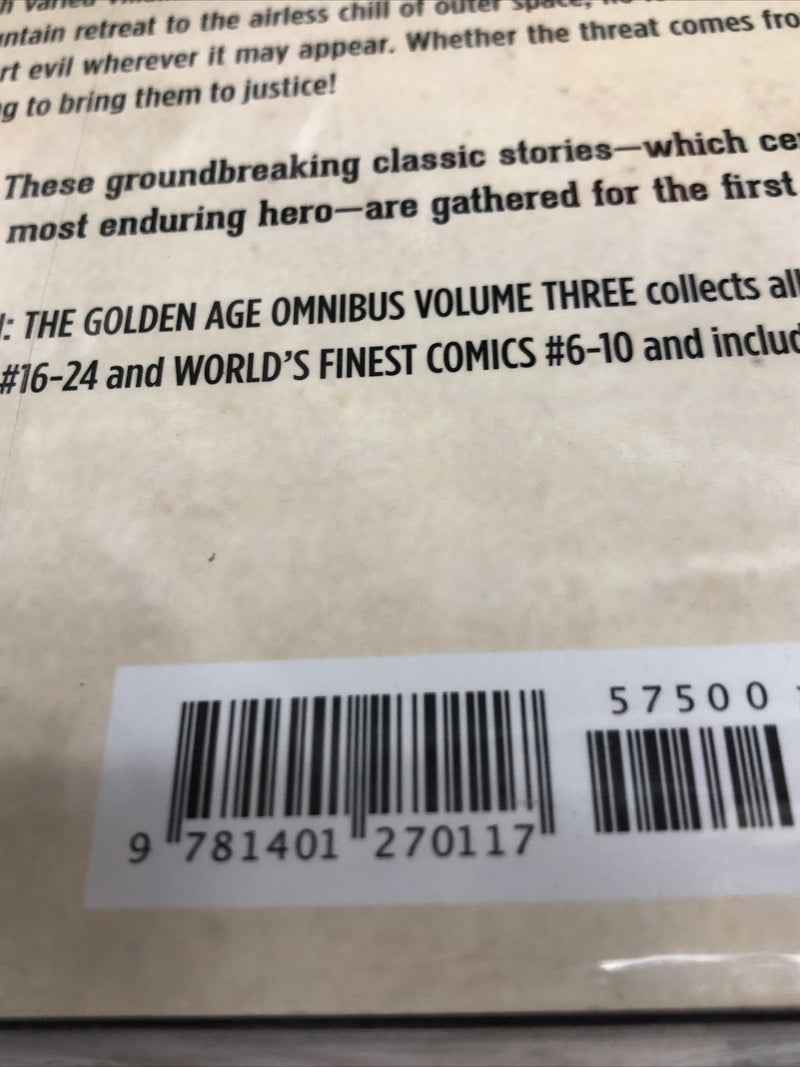 ntain retreat to the airless chill of outer space,
rt evil wherever it may appear. Whether the threat comes fro
g to bring them to justice!
These groundbreaking classic stories—which ce
most enduring hero—are gathered for the first
: THE GOLDEN AGE OMNIBUS VOLUME THREE collects all
#16-24 and WORLD'S FINEST COMICS #6-10 and includ
57500
9 781401 270117